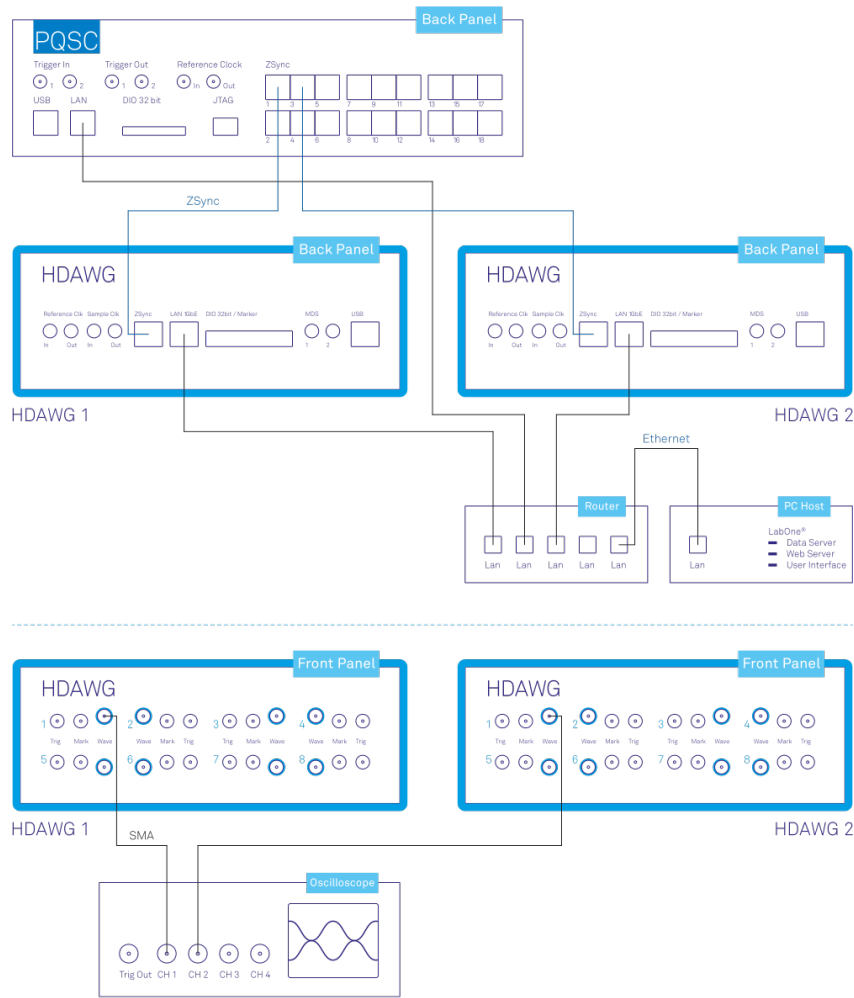 Back Panel
PQSC
Trigger In Trigger Out Reference Clock ZSync
1 2 1 2 In Out
USB LAN DIO 32 bit JTAG
1 3 5 7 9 11 13 15 17
2 4 6 8 10 12 14 16 18
ZSync
Back Panel
HDAWG
Reference Clk Sample Clk ZSync LAN 1GbE DIO 32bit / Marker MDS USB
In Out In Out 1 2
HDAWG 1
Back Panel
HDAWG
Reference Clk Sample Clk ZSync LAN 1GbE DIO 32bit / Marker MDS USB
In Out In Out 1 2
HDAWG 2
Ethernet
Router
Lan Lan Lan Lan Lan
PC Host
LabOne®
Data Server
Web Server
User Interface
Lan
Front Panel
HDAWG
1 2 3 4
Trig Mark Wave Wave Mark Trig Trig Mark Wave Wave Mark Trig
5 6 7 8
HDAWG 1
Front Panel
HDAWG
1 2 3 4
Trig Mark Wave Wave Mark Trig Trig Mark Wave Wave Mark Trig
5 6 7 8
HDAWG 2
SMA
Oscilloscope
Trig Out CH 1 CH 2 CH 3 CH 4